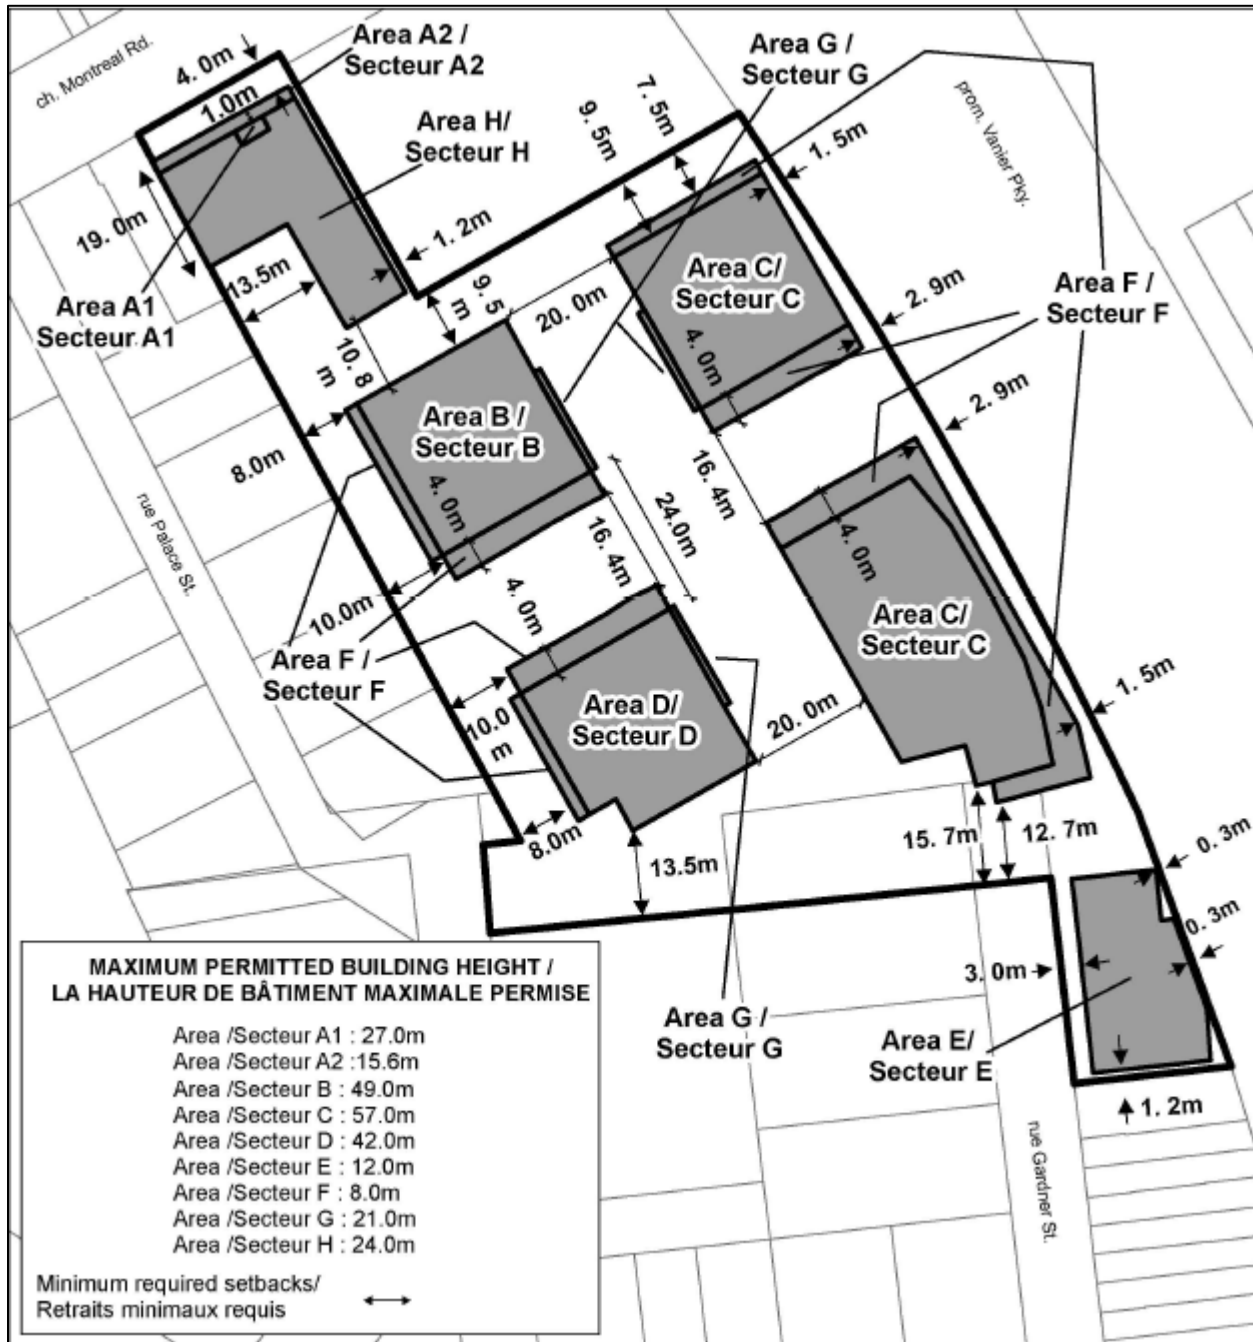 ch. Montreal Rd.
4. 0m
1.0m
Area A2 /
Secteur A2
Area G /
Secteur G
7. 5m
9. 5m
1. 5m
prom. Vanier Pky.
Area H/
Secteur H
19. 0m
13.5m
1. 2m
9. 5
m
20. 0m
Area C/
Secteur C
2. 9m
Area F /
Secteur F
Area A1
Secteur A1
10. 8
m
4. 0m
2. 9m
Area B /
Secteur B
8.0m
4. 0m
16. 4m
24.0m
16. 4m
4. 0m
rue Palace St.
10.0m
4. 0m
Area F /
Secteur F
Area C/
Secteur C
10.0
m
Area D/
Secteur D
20. 0m
1. 5m
8.0m
13.5m
15. 7m
12.7m
0. 3m
0. 3m
3. 0m
Area G /
Secteur G
Area E/
Secteur E
1. 2m
rue Gardner St.
MAXIMUM PERMITTED BUILDING HEIGHT /
LA HAUTEUR DE BÂTIMENT MAXIMALE PERMISE
Area /Secteur A1 : 27.0m
Area /Secteur A2 :15.6m
Area /Secteur B : 49.0m
Area /Secteur C : 57.0m
Area /Secteur D : 42.0m
Area /Secteur E : 12.0m
Area /Secteur F : 8.0m
Area /Secteur G : 21.0m
Area /Secteur H : 24.0m
Minimum required setbacks/
Retraits minimaux requis